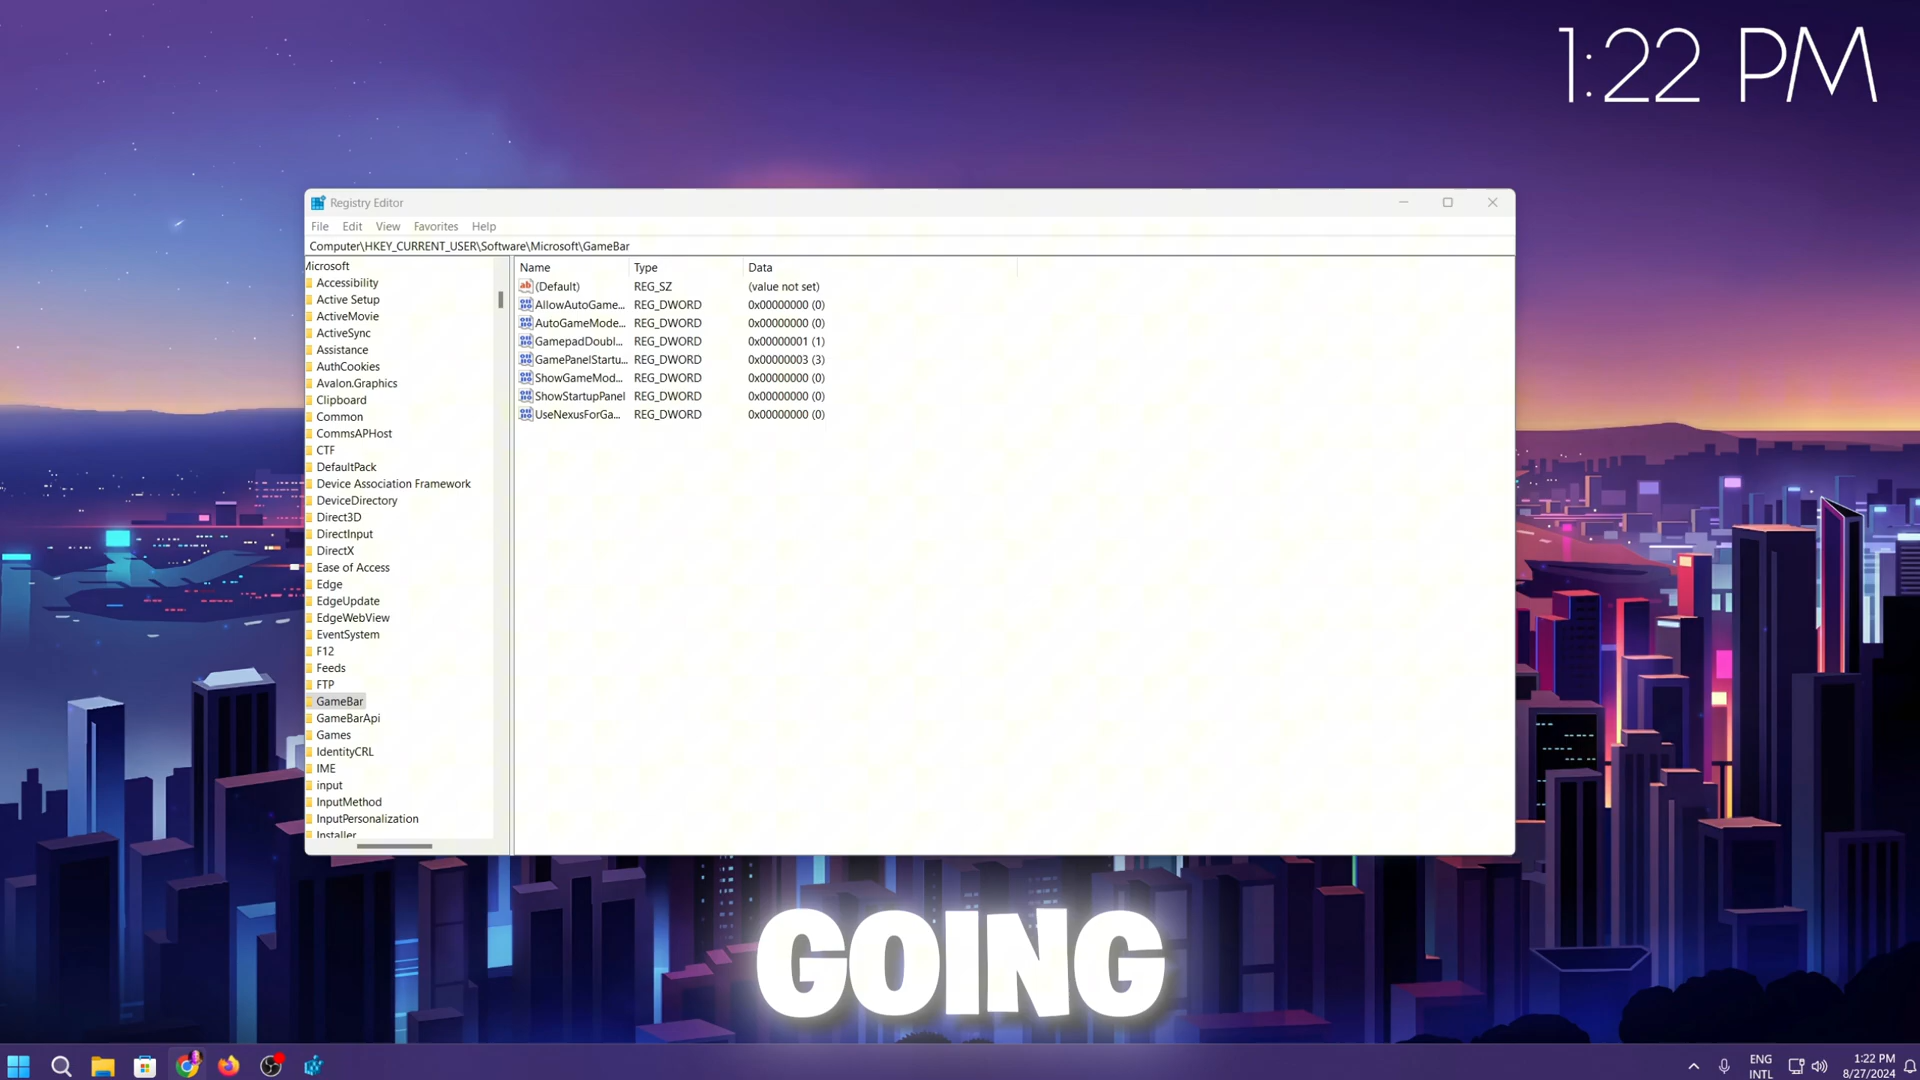 1:22 PM
Registry Editor
File Edit View Favorites Help
Computer\HKEY_CURRENT_USER\Software\Microsoft\GameBar
Microsoft
Accessibility
Active Setup
ActiveMovie
ActiveSync
Assistance
AuthCookies
Avalon.Graphics
Clipboard
Common
CommsAPHost
CTF
DefaultPack
Device Association Framework
DeviceDirectory
Direct3D
DirectInput
DirectX
Ease of Access
Edge
EdgeUpdate
EdgeWebView
EventSystem
F12
Feeds
FTP
GameBar
GameBarApi
Games
IdentityCRL
IME
input
InputMethod
InputPersonalization
Installer
Name Type Data
(Default) REG_SZ (value not set)
AllowAutoGame... REG_DWORD 0x00000000 (0)
AutoGameMode... REG_DWORD 0x00000000 (0)
GamepadDoubl... REG_DWORD 0x00000001 (1)
GamePanelStartu... REG_DWORD 0x00000003 (3)
ShowGameMod... REG_DWORD 0x00000000 (0)
ShowStartupPanel REG_DWORD 0x00000000 (0)
UseNexusForGa... REG_DWORD 0x00000000 (0)
GOING
ENG
INTL
1:22 PM
8/27/2024